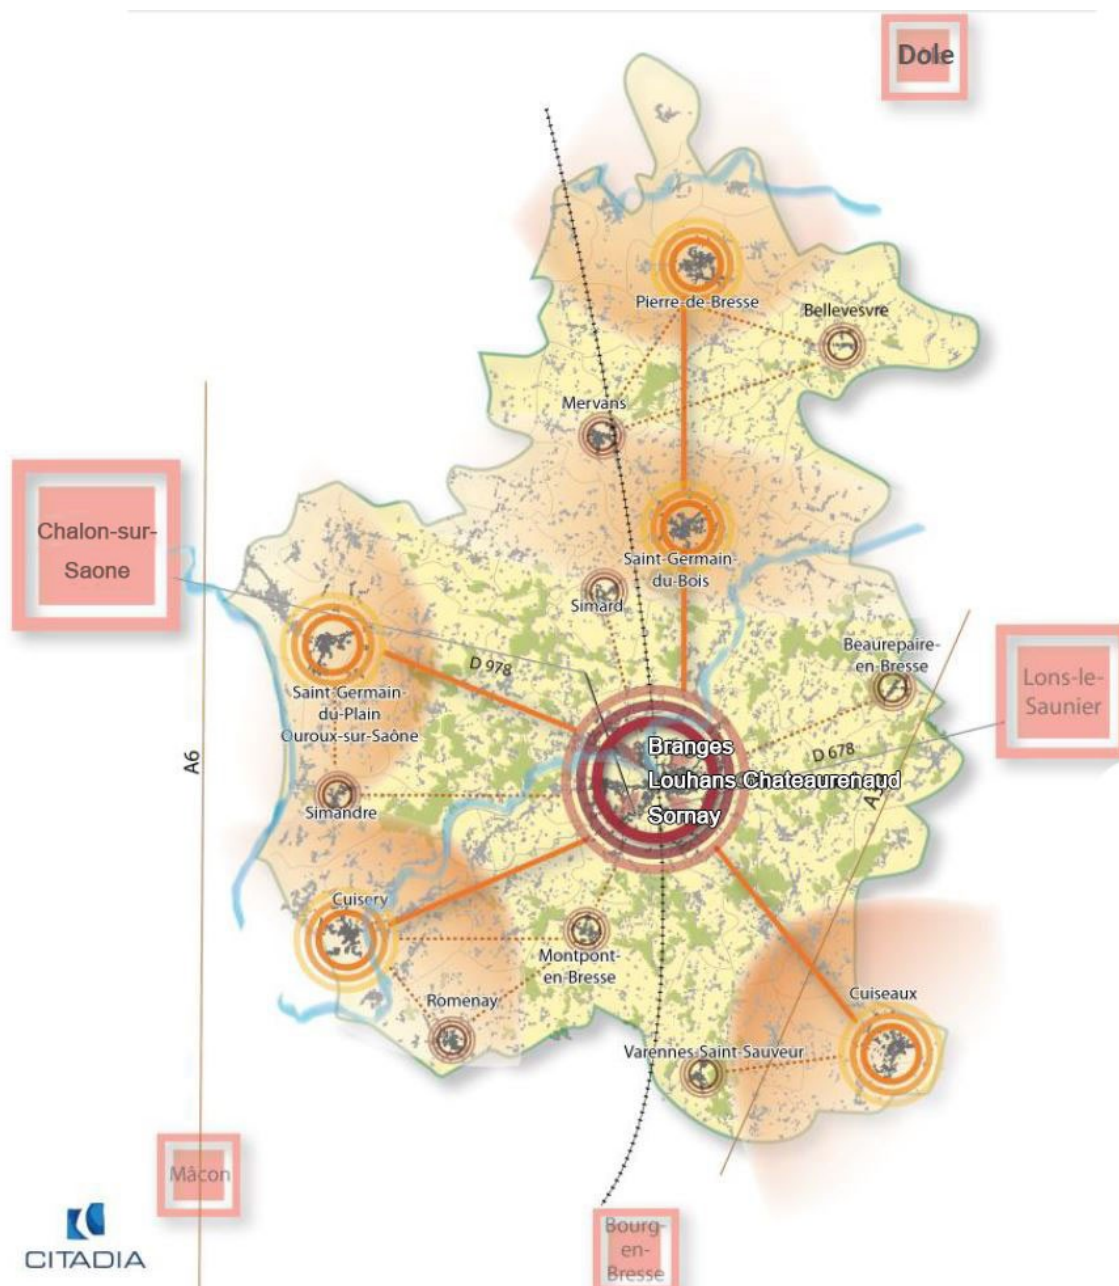 Dole
Pierre-de-Bresse
Bellevesvre
Mervans
Chalon-sur-
Saone
Saint-Germain-
du-Bois
Simard
Beaurepaire-
en-Bresse
Lons-le-
Saunier
D 978
Saint-Germain-
du-Plain
Ouroux-sur-Saône
A6
D 678
Branges
Louhans Chateaurenaud
Sornay
Simandre
Cuisery
Montpont-
en-Bresse
Romenay
Cuiseaux
Varennes-Saint-Sauveur
Mâcon
Bourg-
en-
Bresse
CITADIA